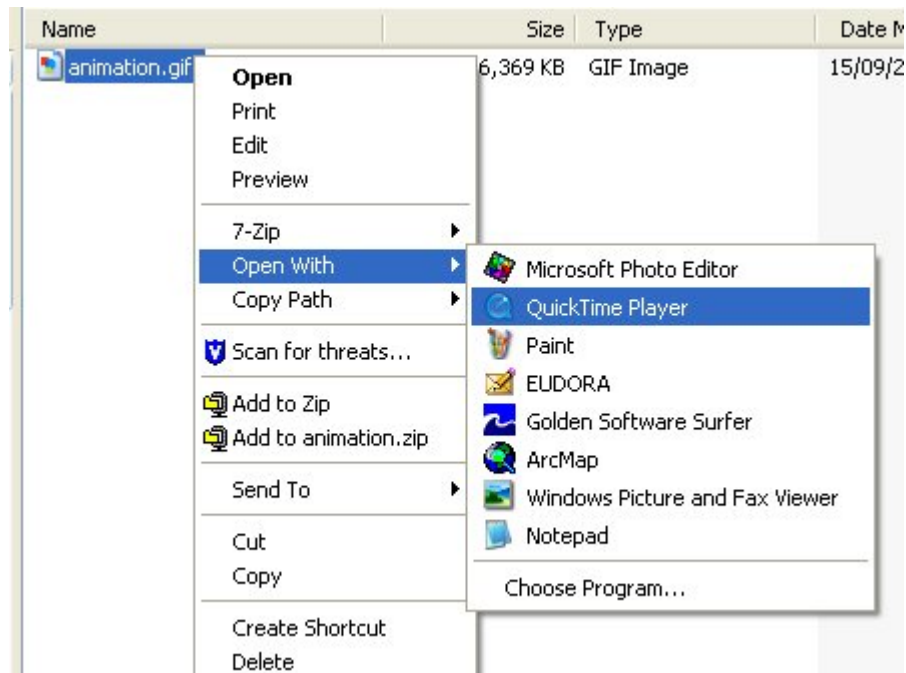 Name Size Type Date M
animation.gif 6,369 KB GIF Image 15/09/2
Open
Print
Edit
Preview
7-Zip
Open With
Copy Path
Scan for threats...
Add to Zip
Add to animation.zip
Send To
Cut
Copy
Create Shortcut
Delete
Microsoft Photo Editor
QuickTime Player
Paint
EUDORA
Golden Software Surfer
ArcMap
Windows Picture and Fax Viewer
Notepad
Choose Program...